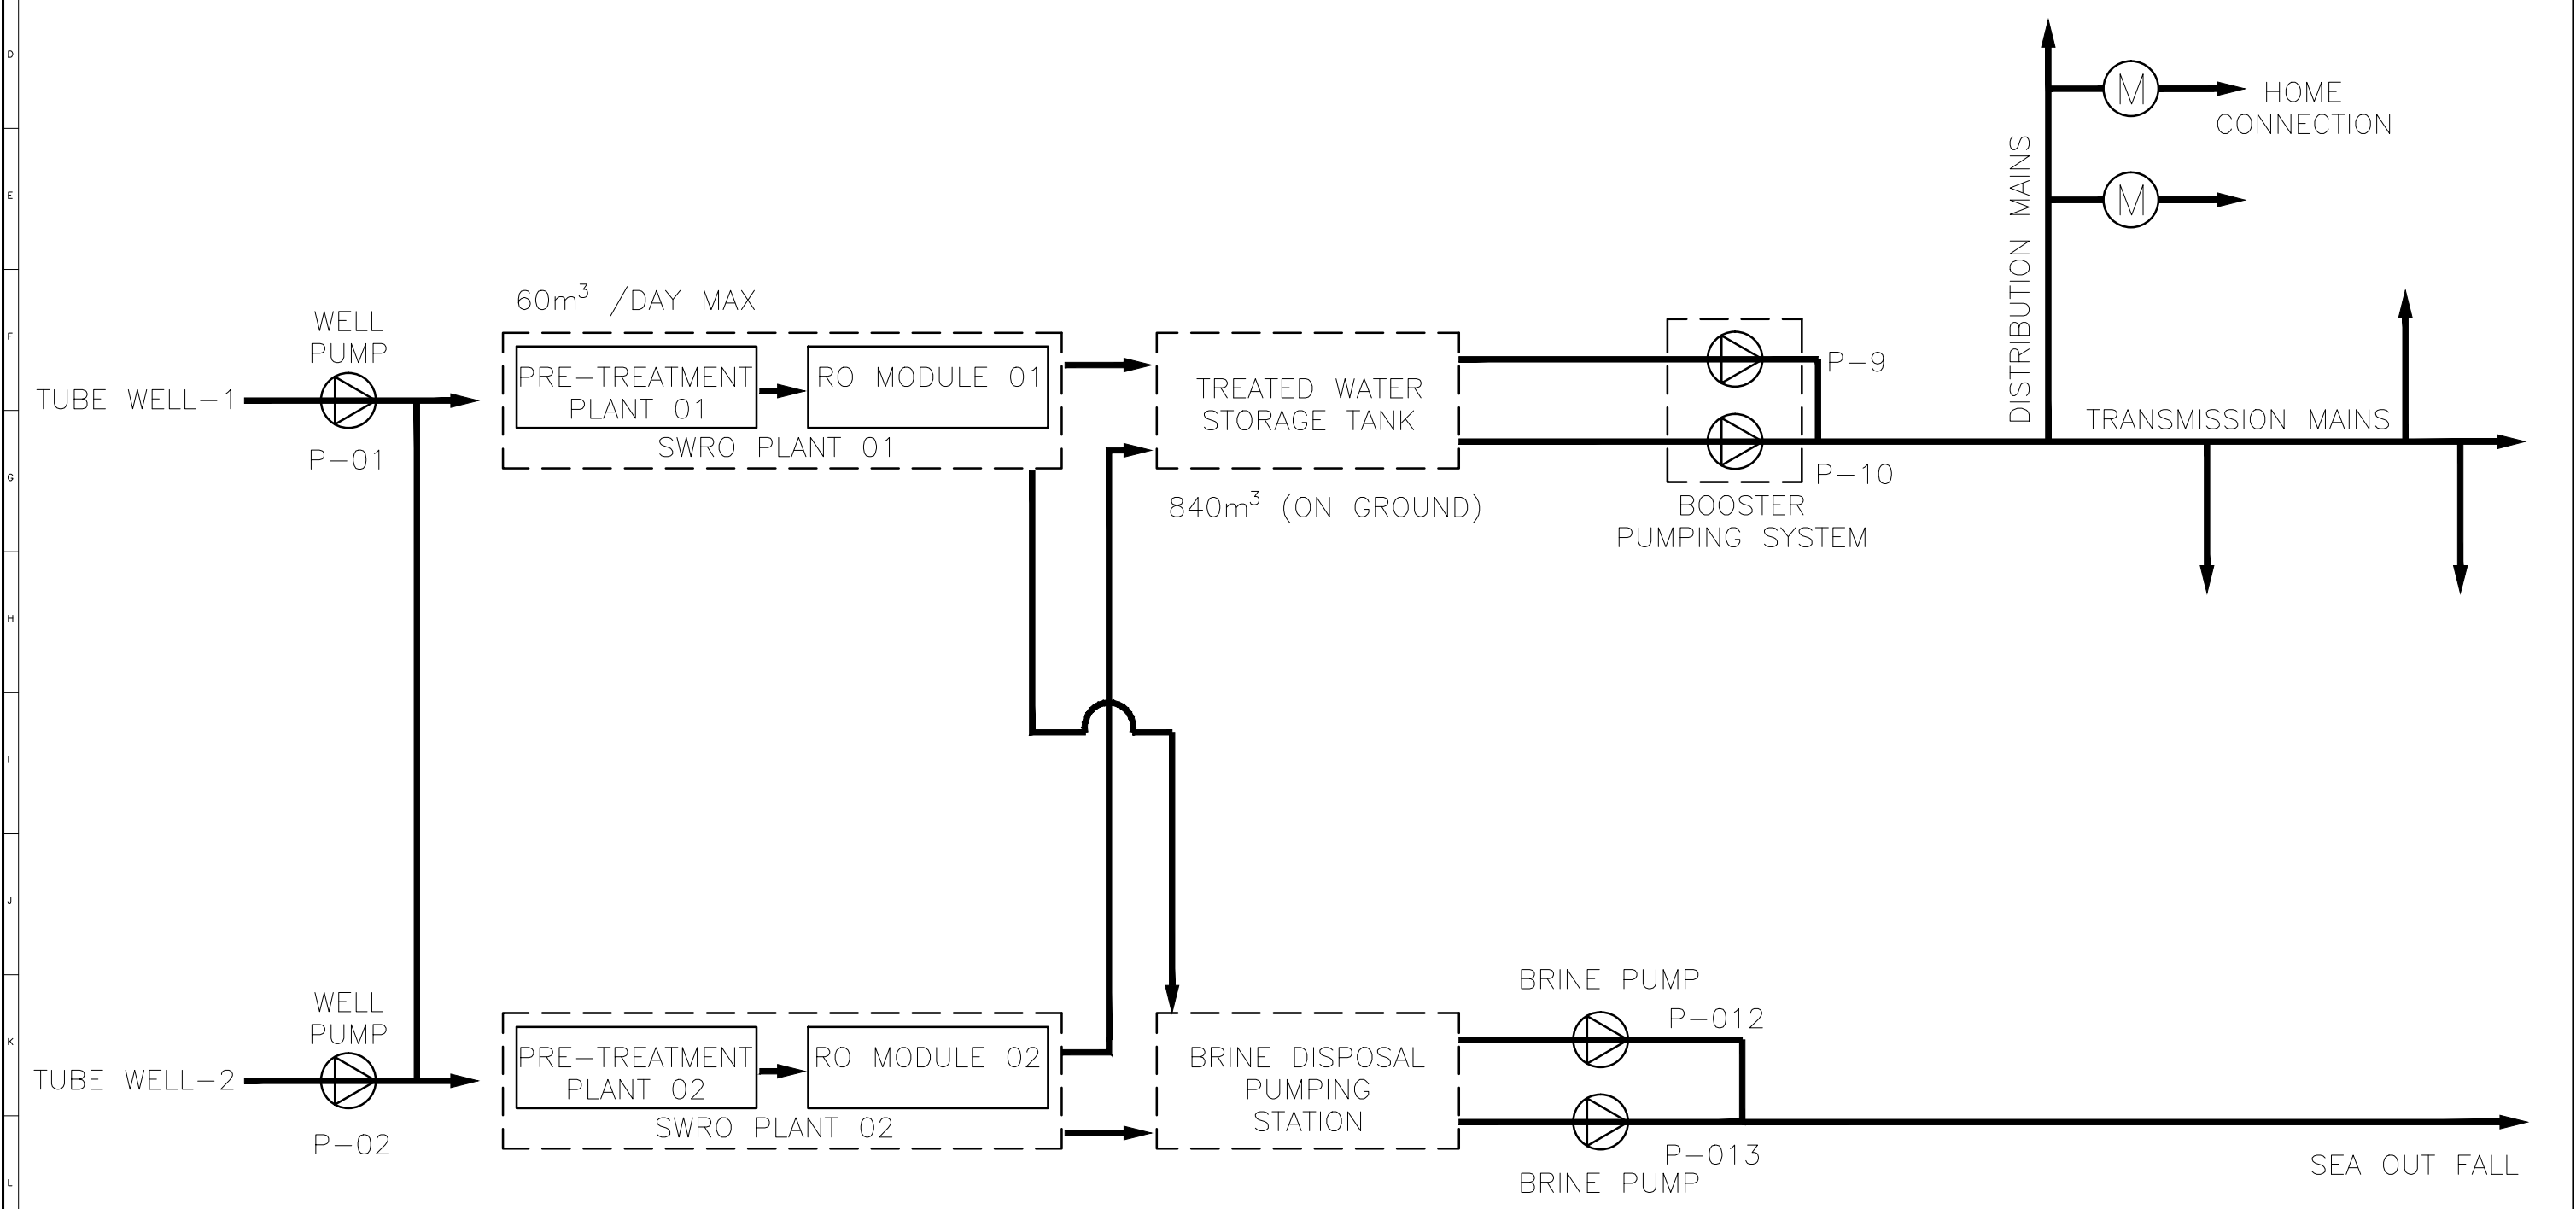 D
E
F
G
H
I
J
K
L
HOME
CONNECTION
M
M
DISTRIBUTION MAINS
TRANSMISSION MAINS
60m³ /DAY MAX
WELL
PUMP
TUBE WELL-1
P-01
PRE-TREATMENT
PLANT 01
RO MODULE 01
SWRO PLANT 01
TREATED WATER
STORAGE TANK
840m³ (ON GROUND)
P-9
P-10
BOOSTER
PUMPING SYSTEM
WELL
PUMP
TUBE WELL-2
P-02
PRE-TREATMENT
PLANT 02
RO MODULE 02
SWRO PLANT 02
BRINE DISPOSAL
PUMPING
STATION
BRINE PUMP
P-012
P-013
BRINE PUMP
SEA OUT FALL